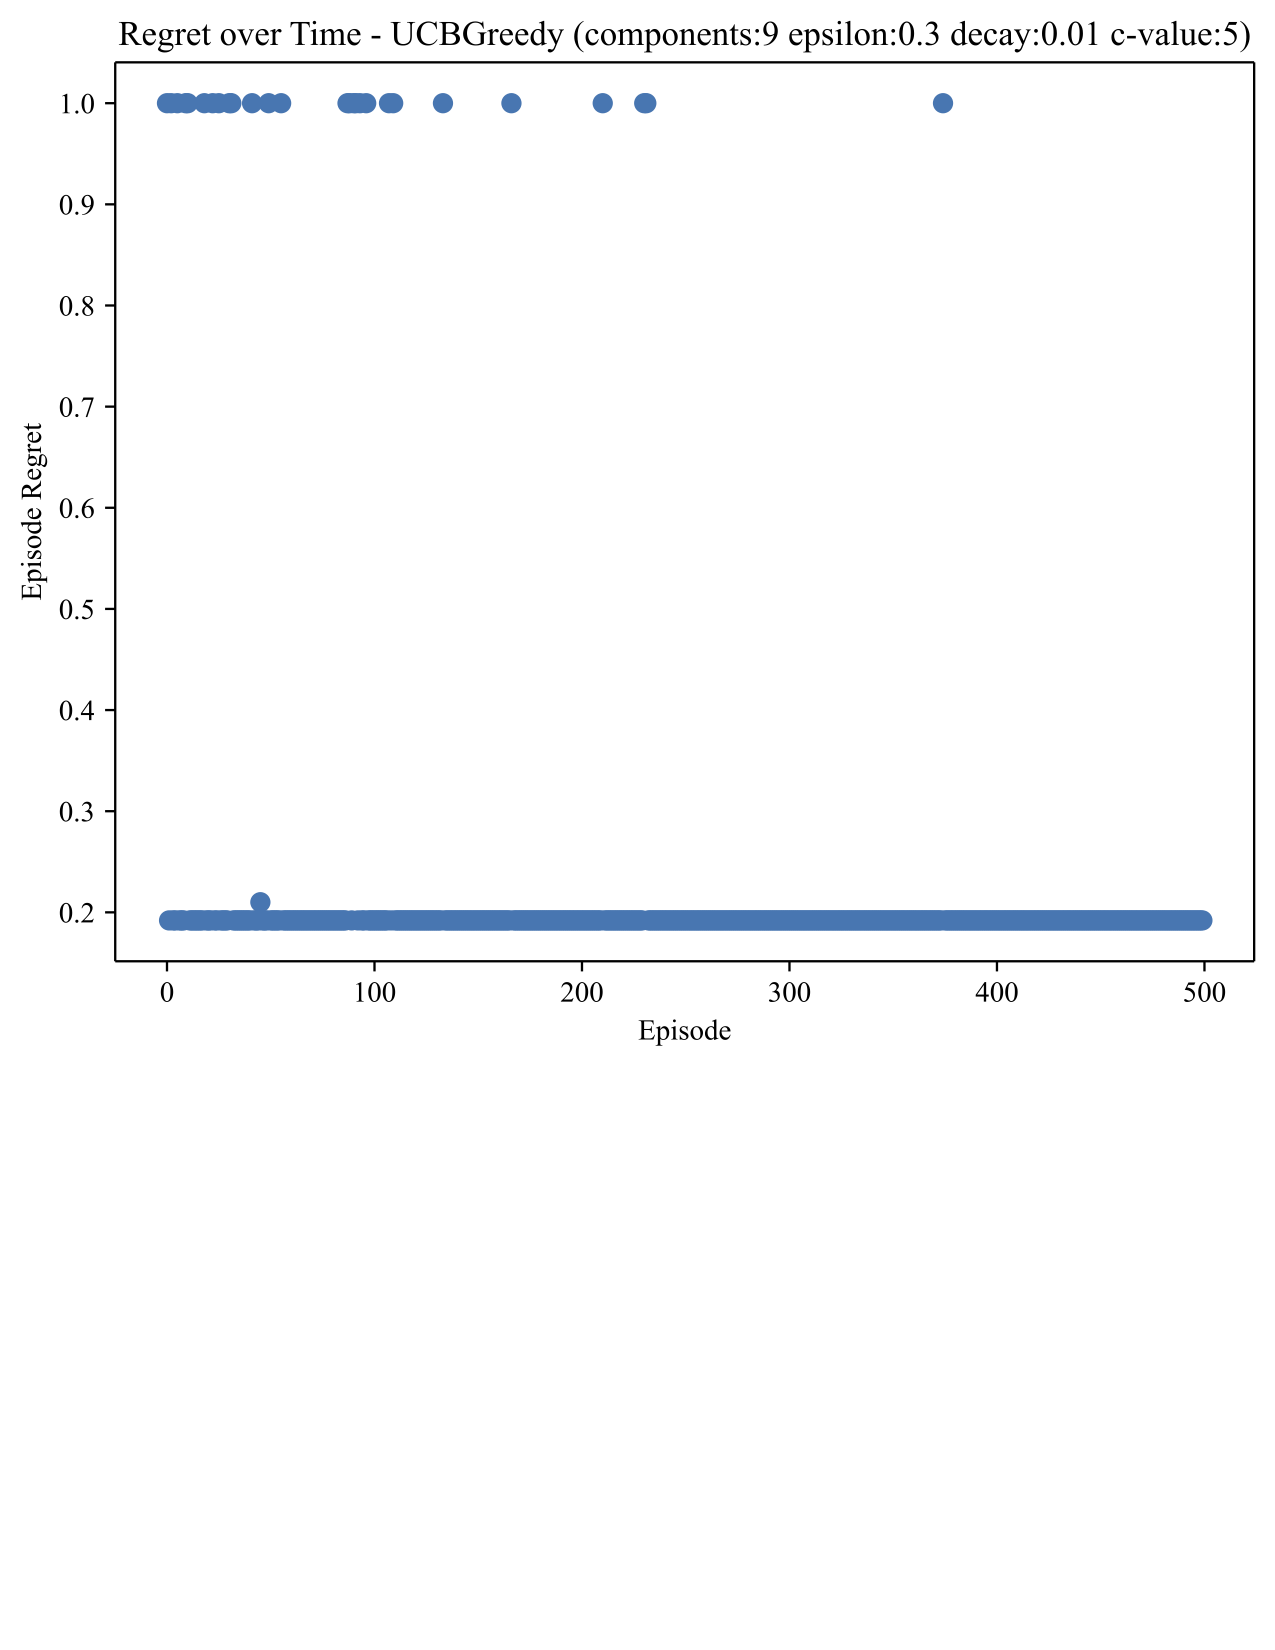 Regret over Time - UCBGreedy (components:9 epsilon:0.3 decay:0.01 c-value:5)
1.0
0.9
0.8
0.7
0.6
0.5
0.4
0.3
0.2
Episode Regret
0 100 200 300 400 500
Episode